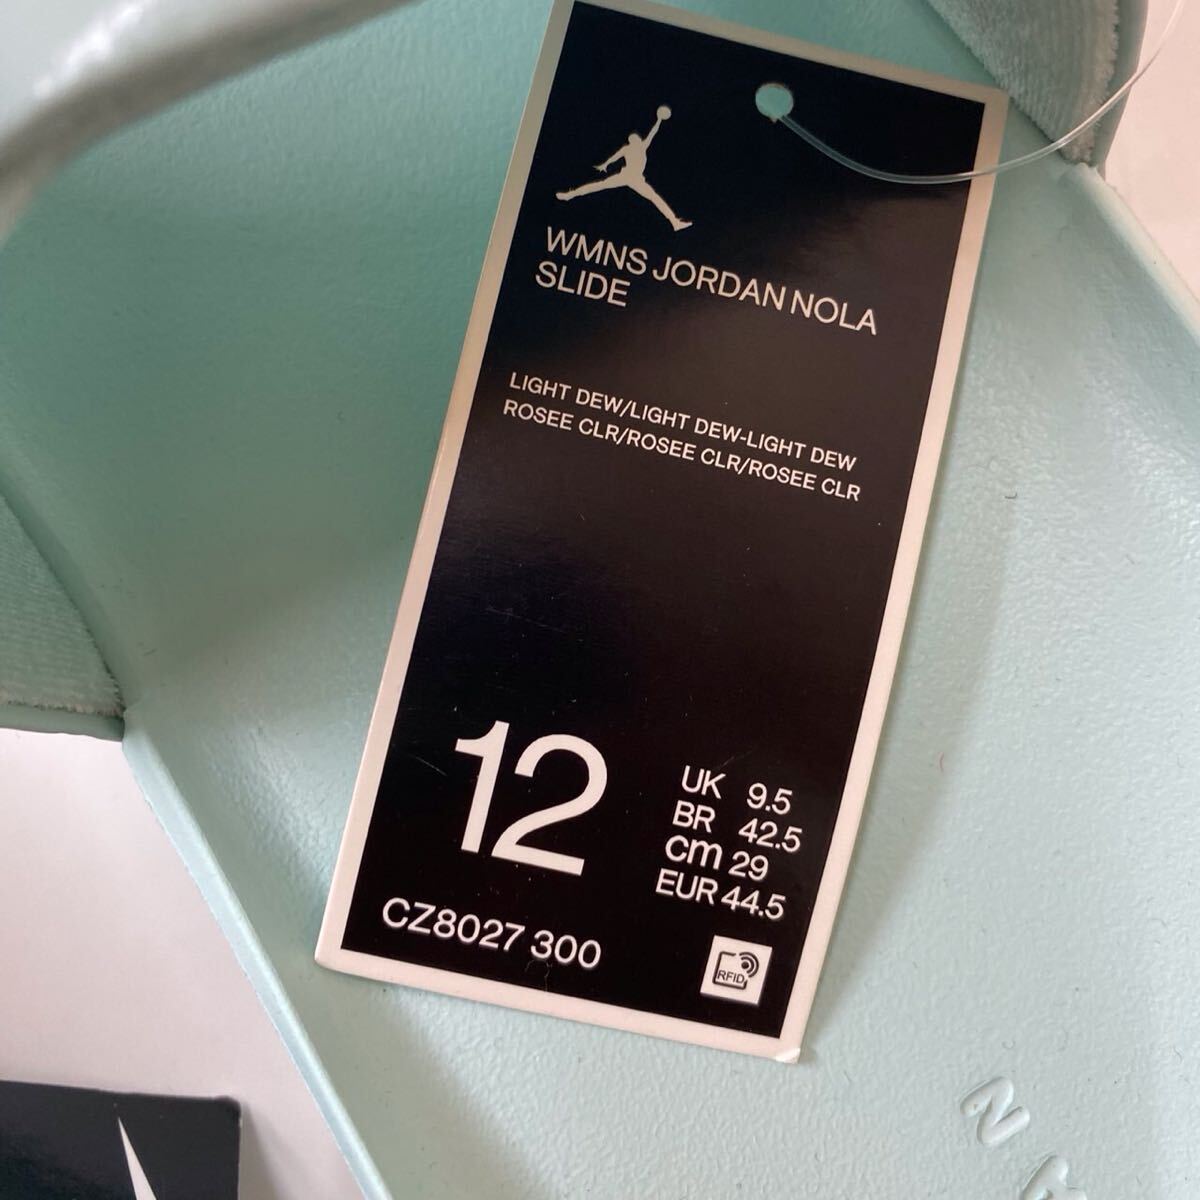 WMNS JORDAN NOLA
SLIDE
LIGHT DEW/LIGHT DEW-LIGHT DEW
ROSEE CLR/ROSEE CLR/ROSEE CLR
12
UK 9.5
BR 42.5
cm 29
EUR 44.5
CZ8027 300
RFID